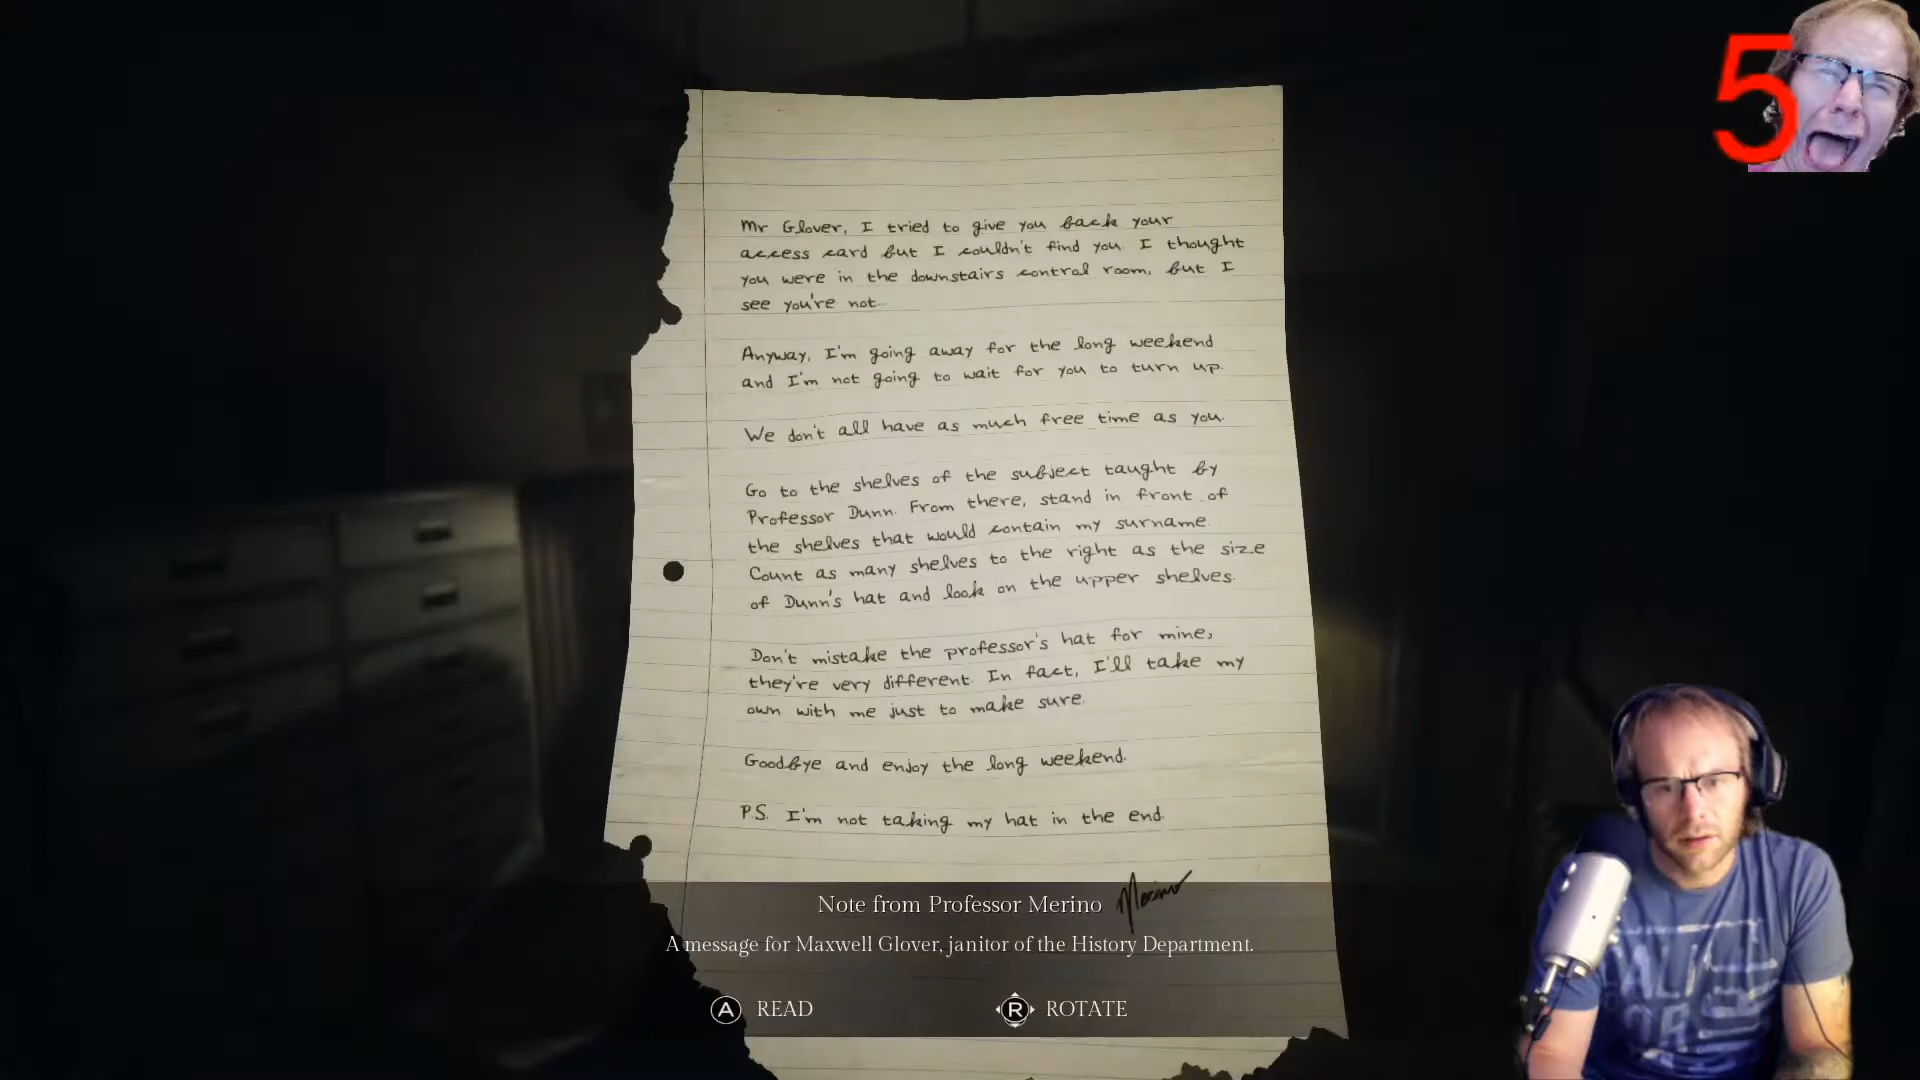 5
Mr Glover, I tried to give you back your
access card but I couldn't find you. I thought
you were in the downstairs control room, but I
see you're not.
Anyway, I'm going away for the long weekend
and I'm not going to wait for you to turn up.
We don't all have as much free time as you.
Go to the shelves of the subject taught by
Professor Dunn. From there, stand in front of
the shelves that would contain my surname.
Count as many shelves to the right as the size
of Dunn's hat and look on the upper shelves.
Don't mistake the professor's hat for mine,
they're very different. In fact, I'll take my
own with me just to make sure.
Goodbye and enjoy the long weekend.
P.S. I'm not taking my hat in the end.
Merino
Note from Professor Merino
A message for Maxwell Glover, janitor of the History Department.
A READ
R ROTATE